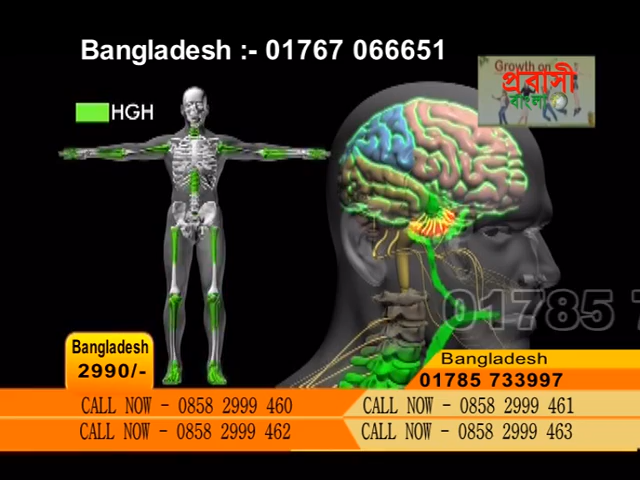 Bangladesh :- 01767 066651
Growth on
প্রবাসী
বাংলা
HGH
01785 7
Bangladesh
2990/-
Bangladesh
01785 733997
CALL NOW - 0858 2999 460
CALL NOW - 0858 2999 461
CALL NOW - 0858 2999 462
CALL NOW - 0858 2999 463